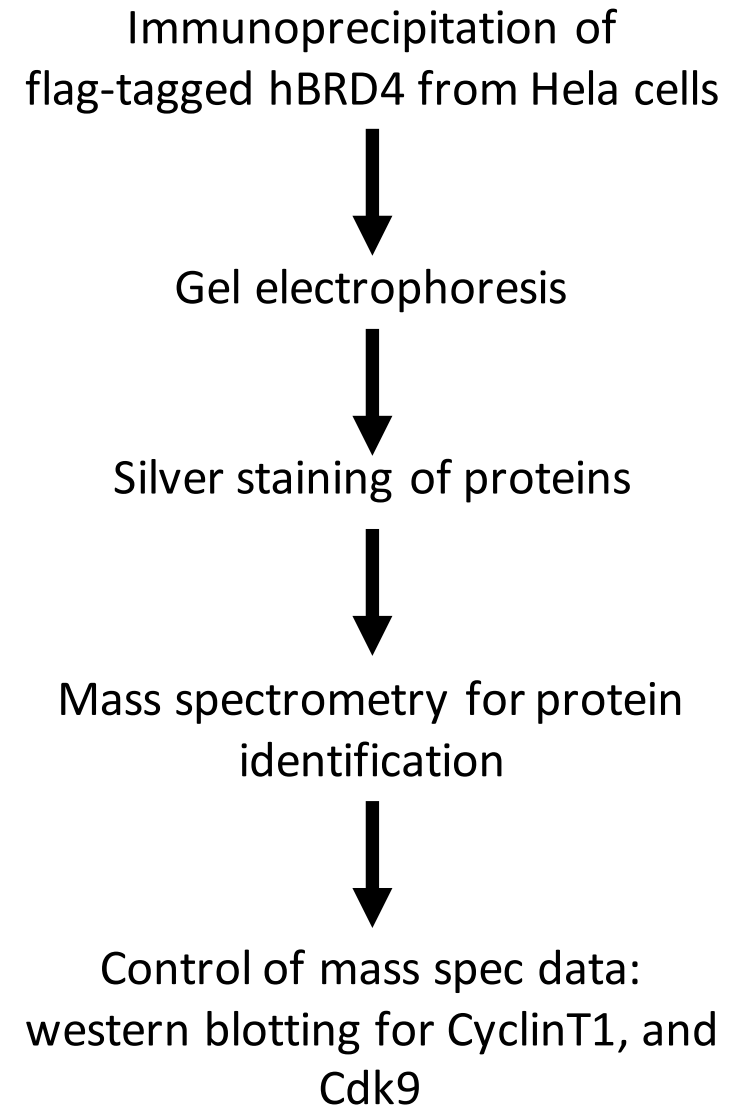 Immunoprecipitation of
flag-tagged hBRD4 from Hela cells
Gel electrophoresis
Silver staining of proteins
Mass spectrometry for protein
identification
Control of mass spec data:
western blotting for CyclinT1, and
Cdk9